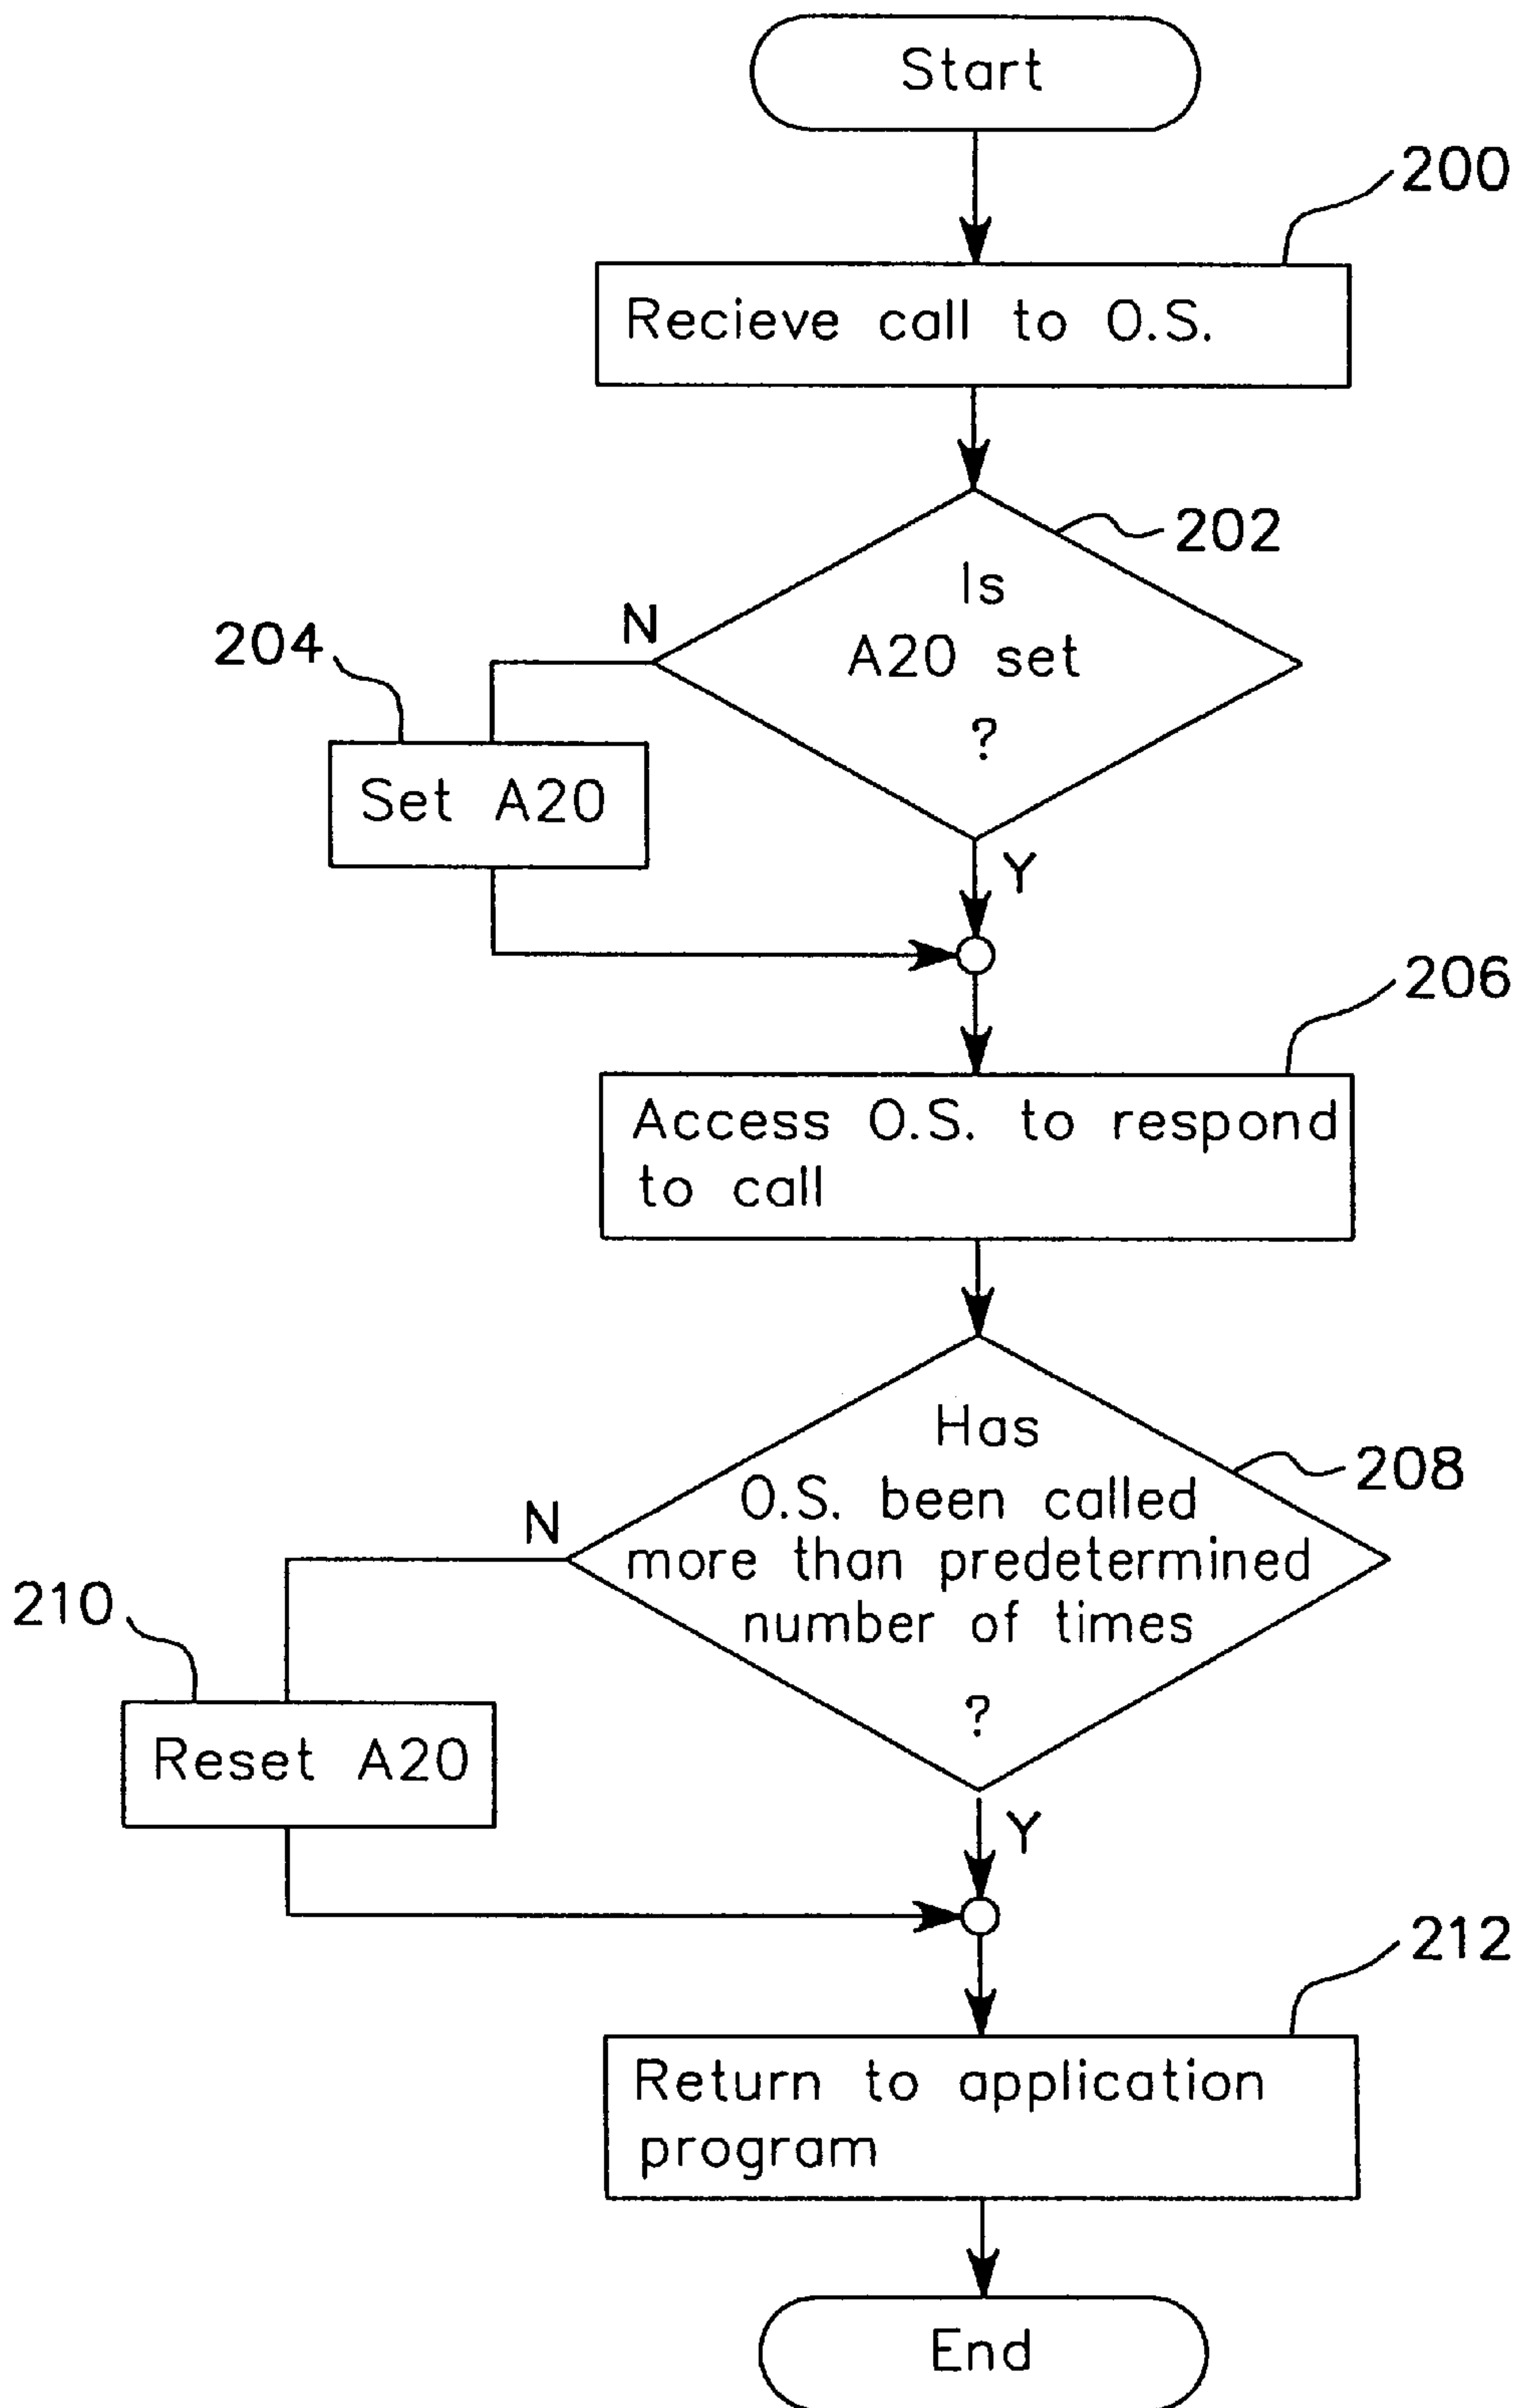 Start
200
Recieve call to O.S.
202
Is
A20 set
?
N
204
Set A20
Y
206
Access O.S. to respond
to call
208
Has
O.S. been called
more than predetermined
number of times
?
N
210
Reset A20
Y
212
Return to application
program
End